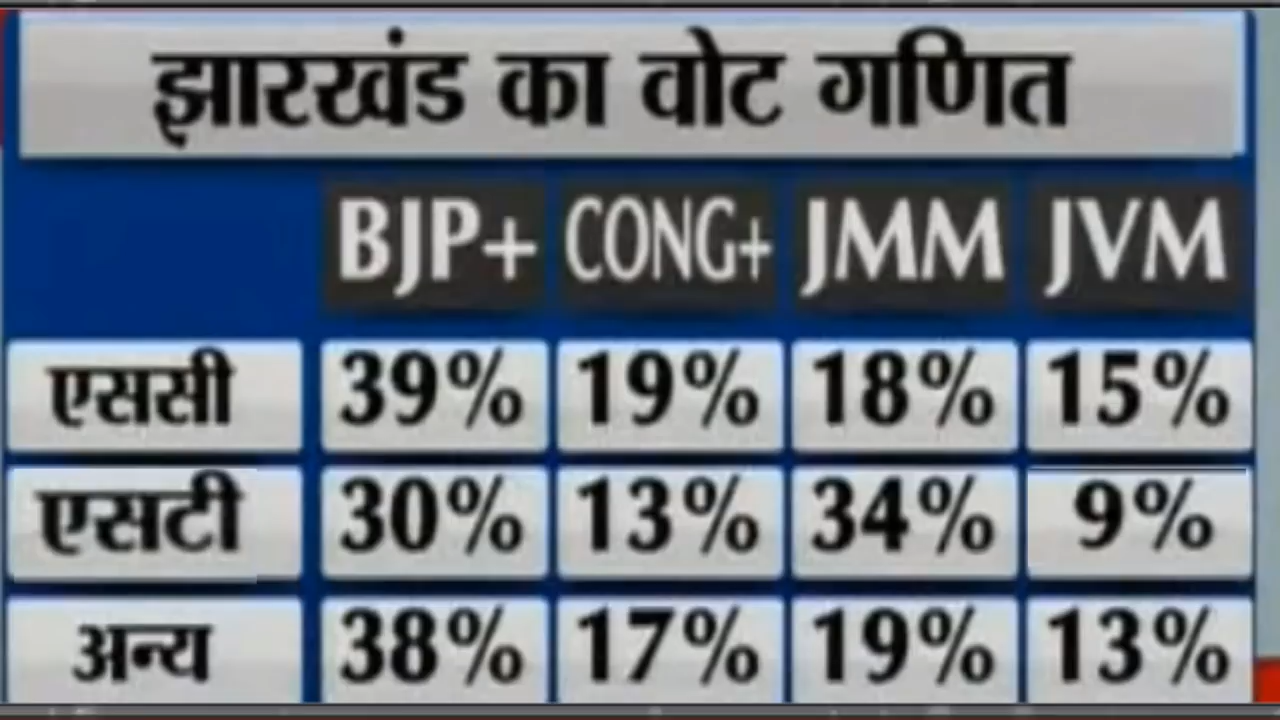 झारखंड का वोट गणित
BJP+ CONG+ JMM JVM
एससी 39% 19% 18% 15%
एसटी 30% 13% 34% 9%
अन्य 38% 17% 19% 13%